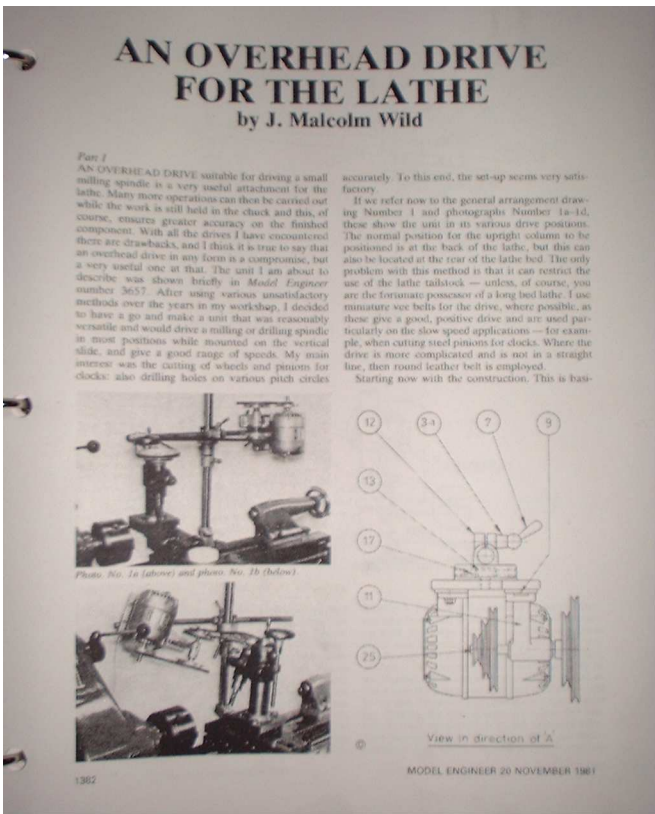 AN OVERHEAD DRIVE
FOR THE LATHE
by J. Malcolm Wild
Part 1
AN OVERHEAD DRIVE suitable for driving a small
milling spindle is a very useful attachment for the
lathe. Many more operations can then be carried out
while the work is still held in the chuck and this, of
course, ensures greater accuracy on the finished
component. With all the drives I have encountered
there are drawbacks, and I think it is true to say that
an overhead drive in any form is a compromise, but
a very useful one at that. The unit I am about to
describe was shown briefly in Model Engineer
number 3657. After using various unsatisfactory
methods over the years in my workshop, I decided
to have a go and make a unit that was reasonably
versatile and would drive a milling or drilling spindle
in most positions while mounted on the vertical
slide, and give a good range of speeds. My main
interest was the cutting of wheels and pinions for
clocks: also drilling holes on various pitch circles
accurately. To this end, the set-up seems very satis-
factory.
If we refer now to the general arrangement draw-
ing Number 1 and photographs Number 1a-1d,
these show the unit in its various drive positions.
The normal position for the upright column to be
positioned is at the back of the lathe, but this can
also be located at the rear of the lathe bed. The only
problem with this method is that it can restrict the
use of the lathe tailstock — unless, of course, you
are the fortunate possessor of a long bed lathe. I use
miniature vee belts for the drive, where possible, as
these give a good, positive drive and are used par-
ticularly on the slow speed applications — for exam-
ple, when cutting steel pinions for clocks. Where the
drive is more complicated and is not in a straight
line, then round leather belt is employed.
Starting now with the construction. This is basi-
Photo. No. 1a (above) and photo. No. 1b (below).
12
3a
7
9
13
17
11
25
View in direction of 'A'
©
1382
MODEL ENGINEER 20 NOVEMBER 1981